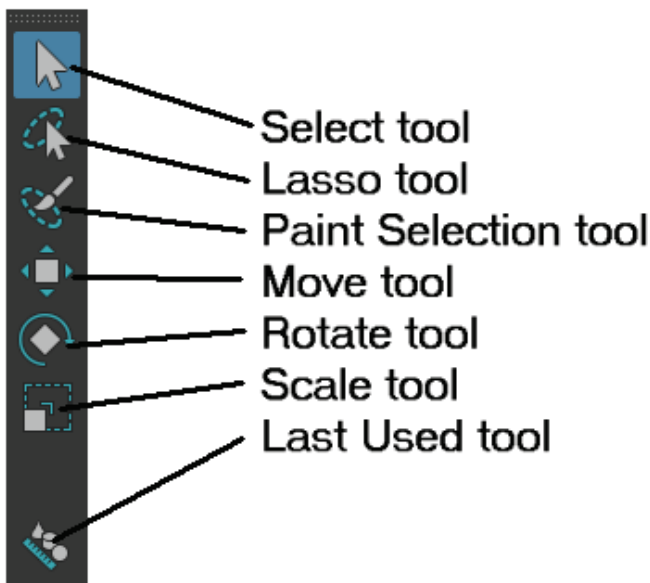 Select tool
Lasso tool
Paint Selection tool
Move tool
Rotate tool
Scale tool
Last Used tool